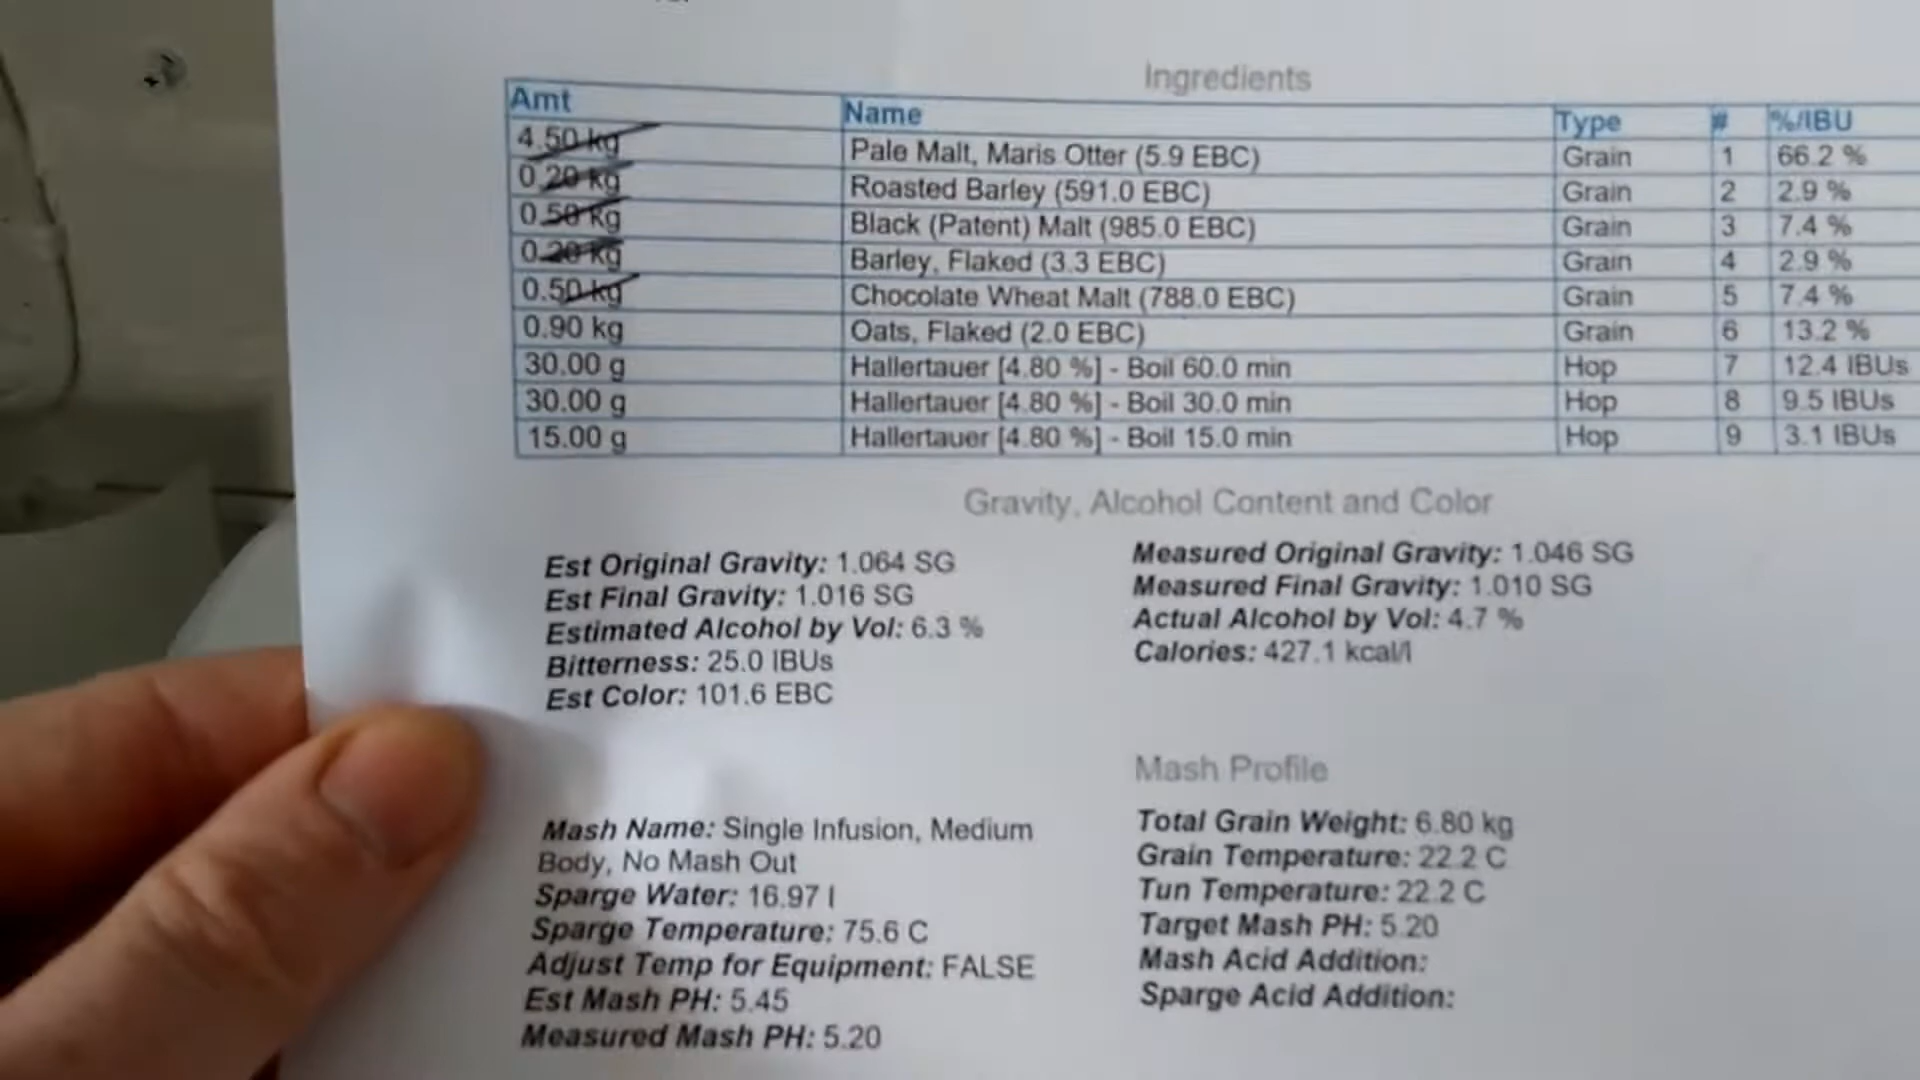 Ingredients
Amt Name Type # %/IBU
4.50 kg Pale Malt, Maris Otter (5.9 EBC) Grain 1 66.2 %
0.20 kg Roasted Barley (591.0 EBC) Grain 2 2.9 %
0.50 kg Black (Patent) Malt (985.0 EBC) Grain 3 7.4 %
0.20 kg Barley, Flaked (3.3 EBC) Grain 4 2.9 %
0.50 kg Chocolate Wheat Malt (788.0 EBC) Grain 5 7.4 %
0.90 kg Oats, Flaked (2.0 EBC) Grain 6 13.2 %
30.00 g Hallertauer [4.80 %] - Boil 60.0 min Hop 7 12.4 IBUs
30.00 g Hallertauer [4.80 %] - Boil 30.0 min Hop 8 9.5 IBUs
15.00 g Hallertauer [4.80 %] - Boil 15.0 min Hop 9 3.1 IBUs
Gravity, Alcohol Content and Color
Est Original Gravity: 1.064 SG
Est Final Gravity: 1.016 SG
Estimated Alcohol by Vol: 6.3 %
Bitterness: 25.0 IBUs
Est Color: 101.6 EBC
Measured Original Gravity: 1.046 SG
Measured Final Gravity: 1.010 SG
Actual Alcohol by Vol: 4.7 %
Calories: 427.1 kcal/l
Mash Profile
Mash Name: Single Infusion, Medium
Body, No Mash Out
Sparge Water: 16.97 l
Sparge Temperature: 75.6 C
Adjust Temp for Equipment: FALSE
Est Mash PH: 5.45
Measured Mash PH: 5.20
Total Grain Weight: 6.80 kg
Grain Temperature: 22.2 C
Tun Temperature: 22.2 C
Target Mash PH: 5.20
Mash Acid Addition:
Sparge Acid Addition: